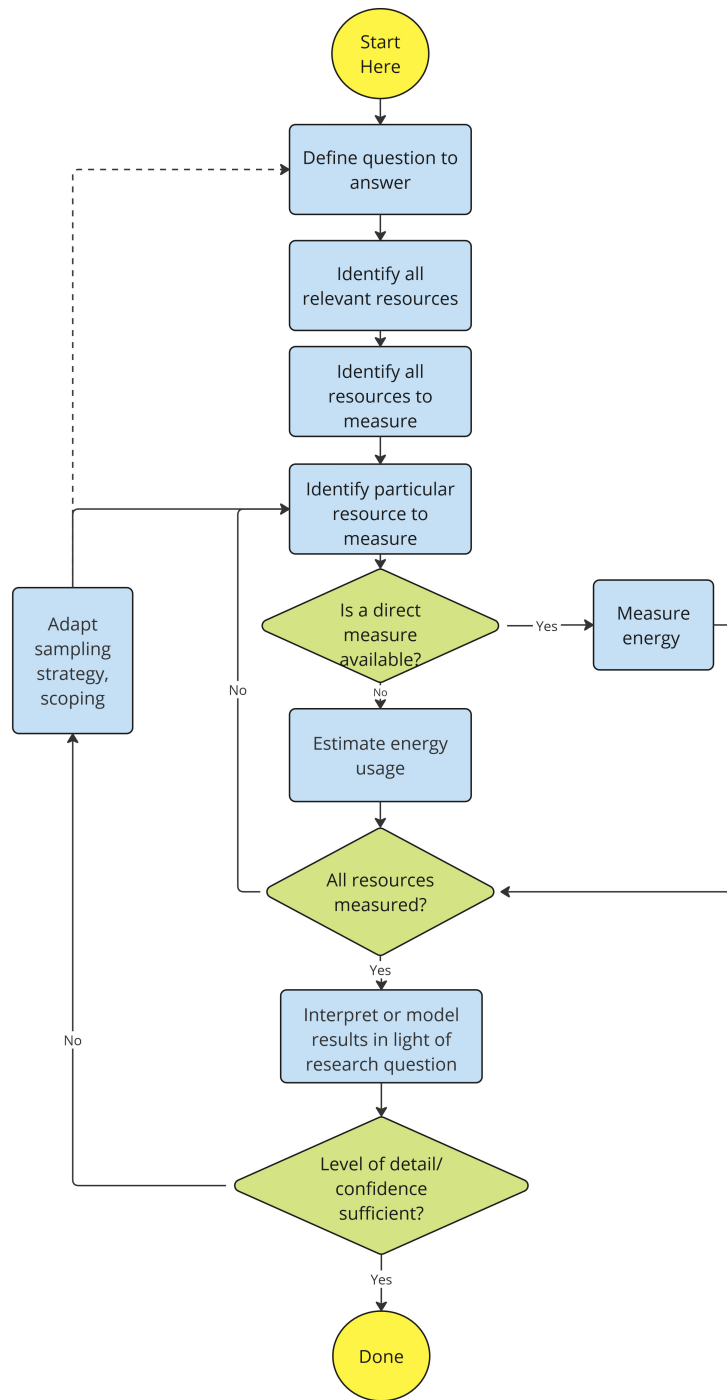 Start
Here
Define question to
answer
Identify all
relevant resources
Identify all
resources to
measure
Identify particular
resource to
measure
Is a direct
measure
available?
Yes
Measure
energy
Adapt
sampling
strategy,
scoping
No
No
Estimate energy
usage
All resources
measured?
Yes
Interpret or model
results in light of
research question
No
Level of detail/
confidence
sufficient?
Yes
Done